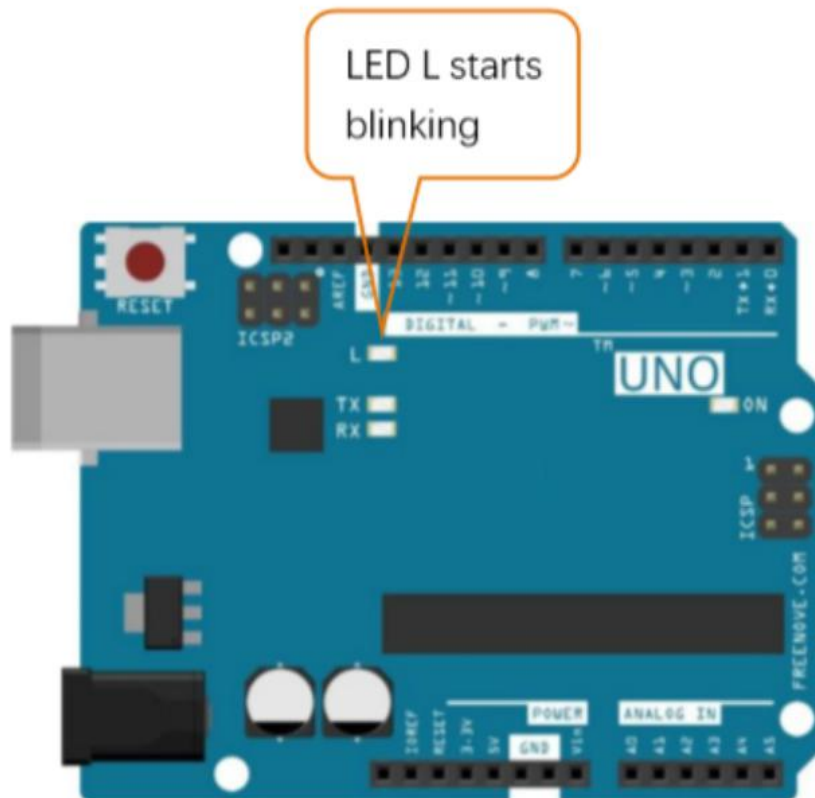 LED L starts
blinking
RESET
ICSP2
AREF
GND
13
12
~11
~10
~9
8
7
~6
~5
4
~3
2
TX→1
RX←0
DIGITAL - PWM~
L
TX
RX
TM
UNO
ON
1
ICSP
FREENOVE.COM
IOREF
RESET
3.3V
5V
GND
Vin
POWER
ANALOG IN
A0
A1
A2
A3
A4
A5